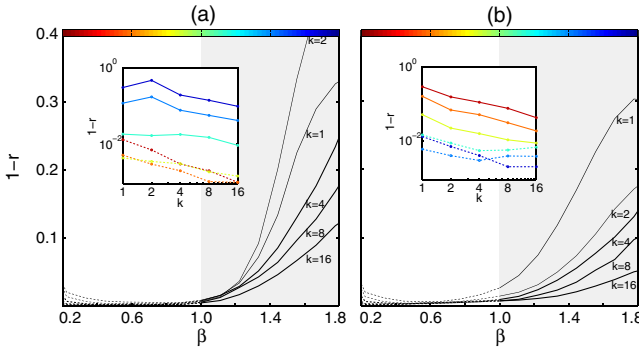 (a)
(b)
0.4
0.3
0.2
0.1
1-r
10^0
10^-2
1-r
1 2 4 8 16
k
k=2
k=1
k=4
k=8
k=16
0.2 0.6 1.0 1.4 1.8
β
10^0
10^-2
1-r
1 2 4 8 16
k
k=1
k=2
k=4
k=8
k=16
0.2 0.6 1.0 1.4 1.8
β